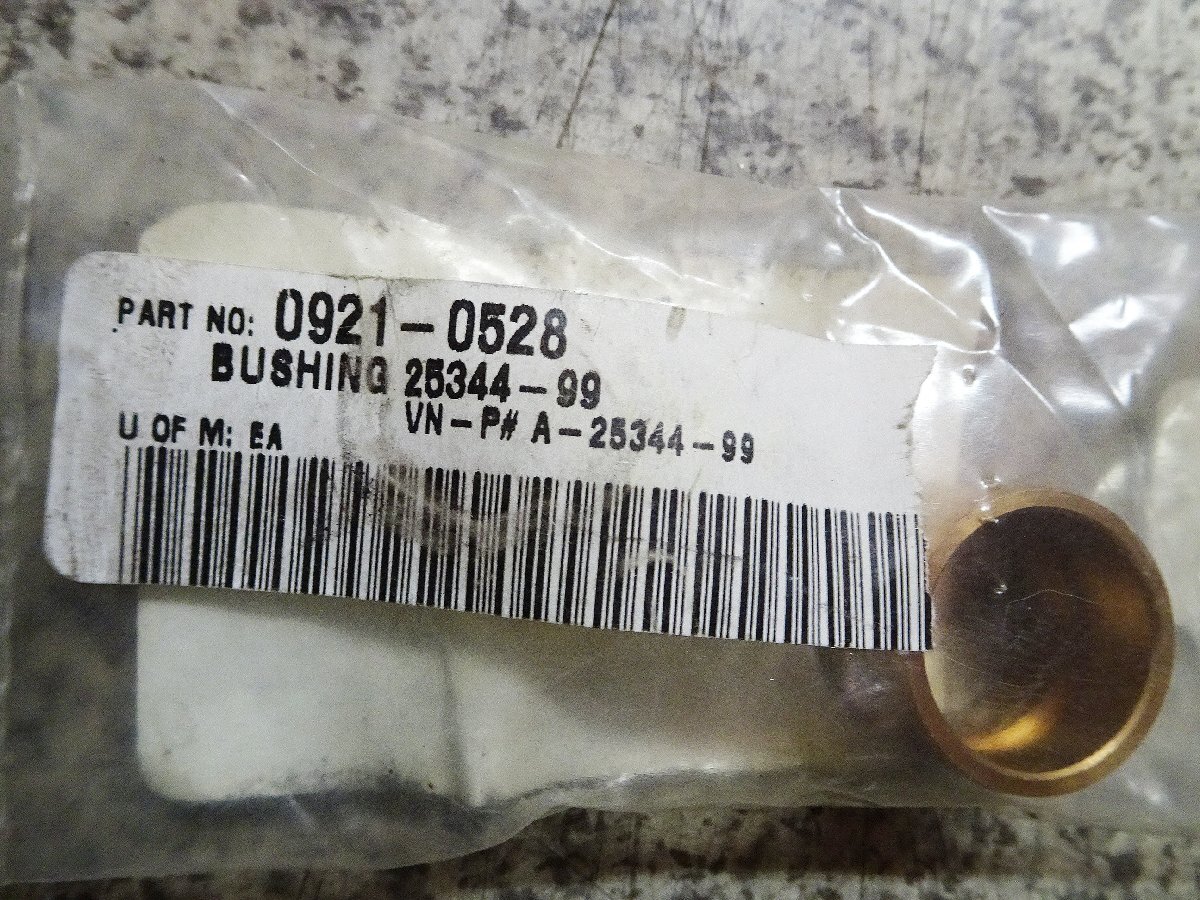 PART NO: 0921-0528
BUSHING 25344-99
VN-P# A-25344-99
U OF M: EA